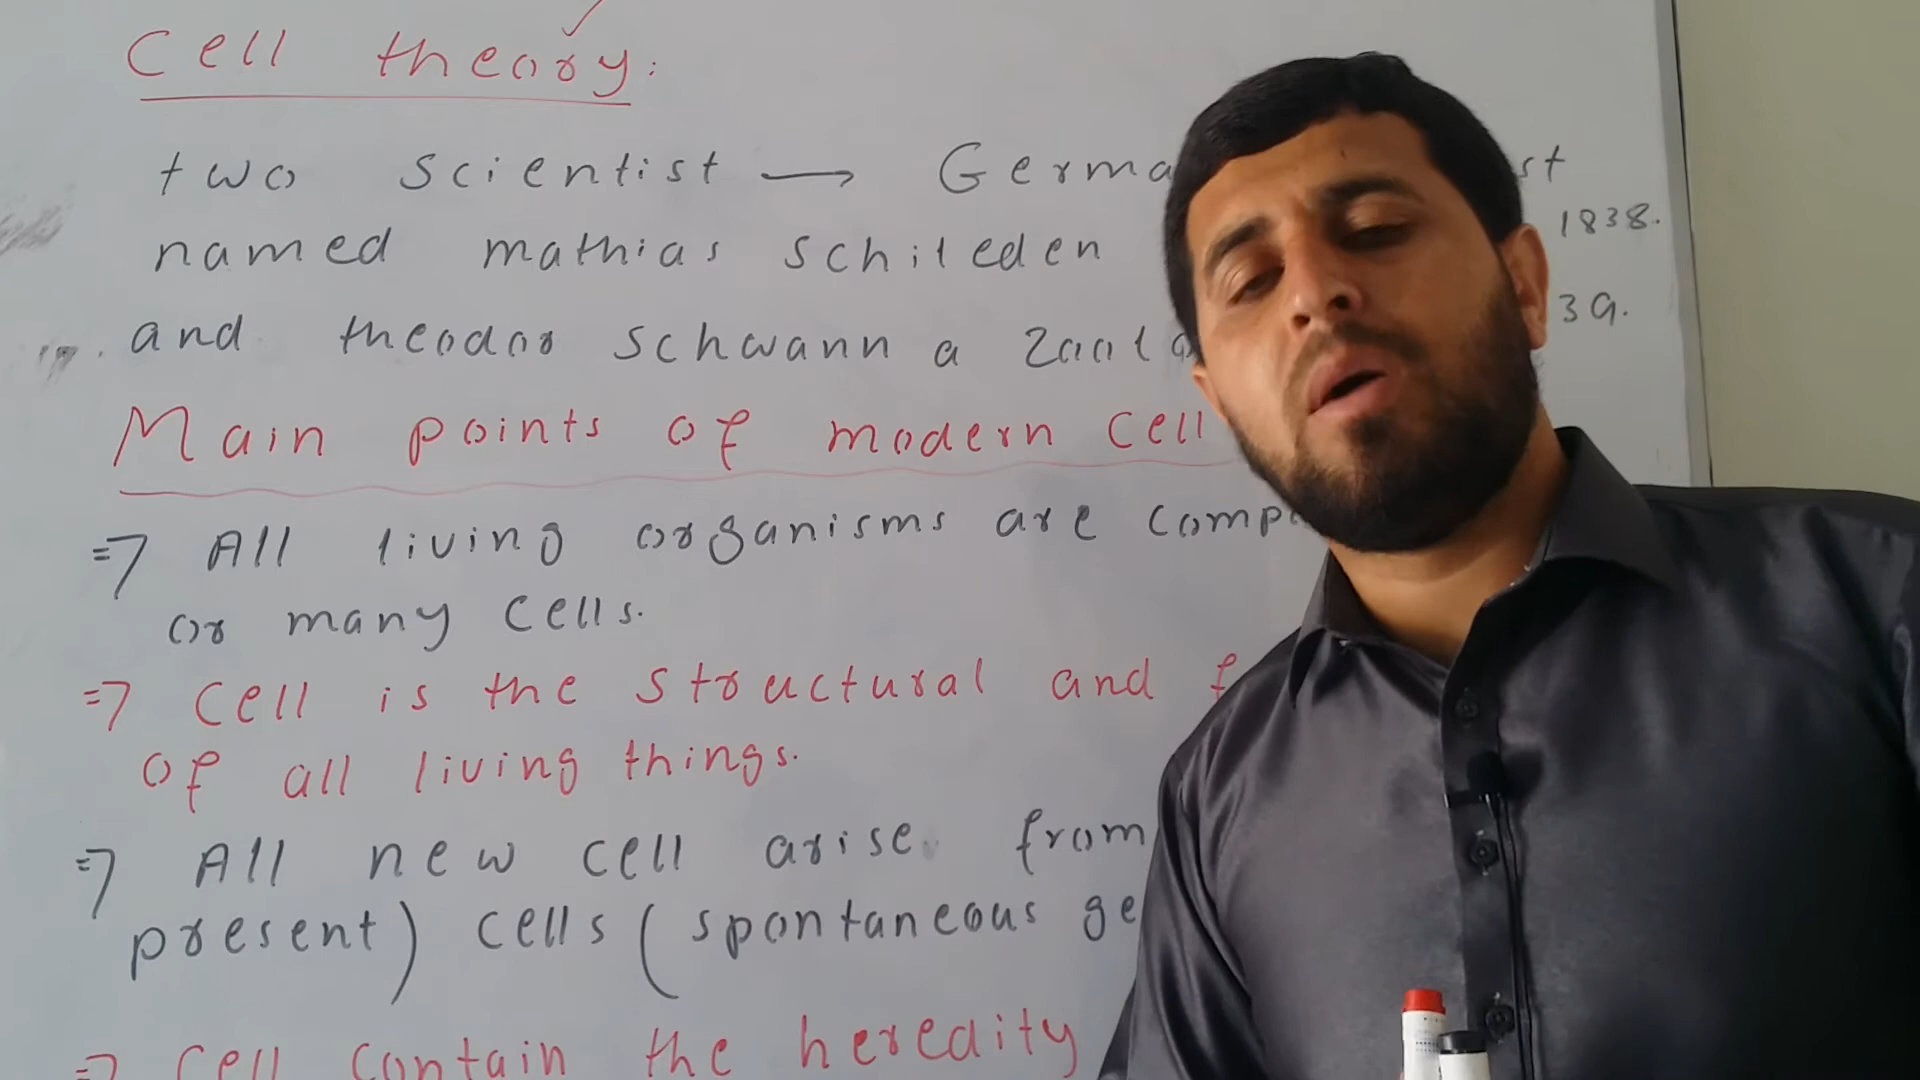 Cell theory:
two scientist → Germa st
named mathias schileden 1838.
and theodor schwann a Zoolo 39.
Main points of modern cell
⇒ All living organisms are comp
or many cells.
⇒ Cell is the structural and f
of all living things.
⇒ All new cell arise from
present) cells (spontaneous ge
⇒ Cell contain the heredity